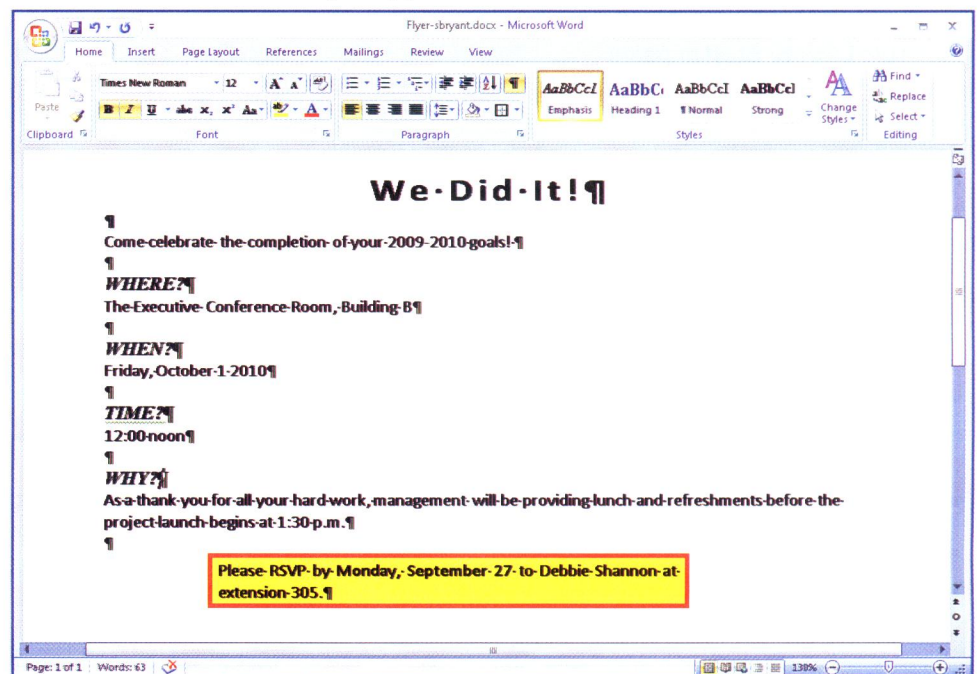 Flyer-sbryant.docx - Microsoft Word
Home Insert Page Layout References Mailings Review View
Times New Roman 12
Paste
B I U abc x, x² Aa A
AaBbCcI AaBbC AaBbCcI AaBbCcI
Emphasis Heading 1 ¶ Normal Strong
Change Styles
Find
Replace
Select
Clipboard Font Paragraph Styles Editing
We·Did·It!¶
¶
Come·celebrate·the·completion·of·your·2009-2010·goals!·¶
¶
WHERE?¶
The·Executive·Conference·Room,·Building·B¶
¶
WHEN?¶
Friday,·October·1·2010¶
¶
TIME?¶
12:00·noon¶
¶
WHY?¶
As·a·thank·you·for·all·your·hard·work,·management·will·be·providing·lunch·and·refreshments·before·the·
project·launch·begins·at·1:30·p.m.¶
¶
Please·RSVP·by·Monday,·September·27·to·Debbie·Shannon·at·
extension·305.¶
Page: 1 of 1 Words: 63 130%